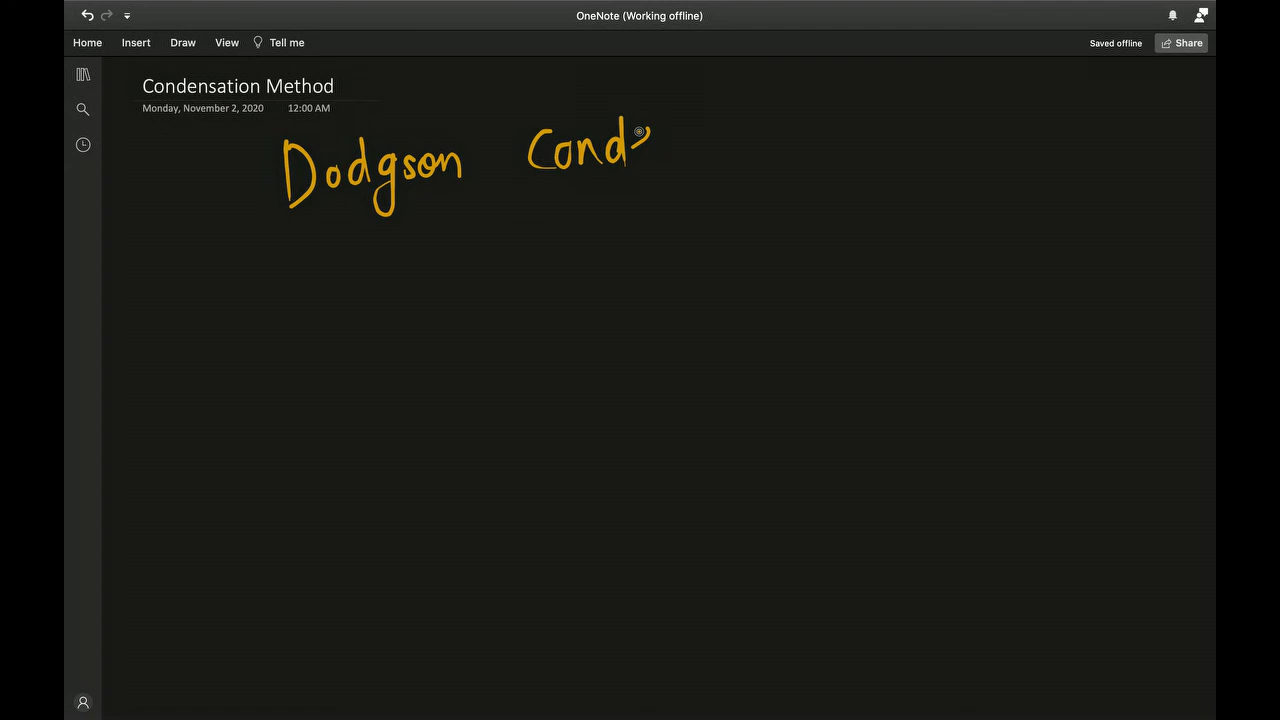 OneNote (Working offline)
Home Insert Draw View Tell me Saved offline Share
Condensation Method
Monday, November 2, 2020 12:00 AM
Dodgson Cond